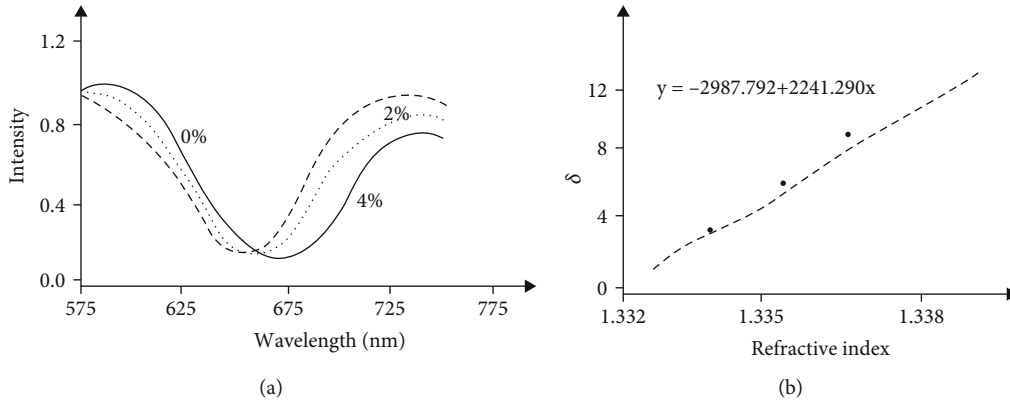 1.2
0.8
0.4
0.0
Intensity
0%
2%
4%
575
625
675
725
775
Wavelength (nm)
(a)
12
8
4
0
δ
y = –2987.792+2241.290x
1.332
1.335
1.338
Refractive index
(b)